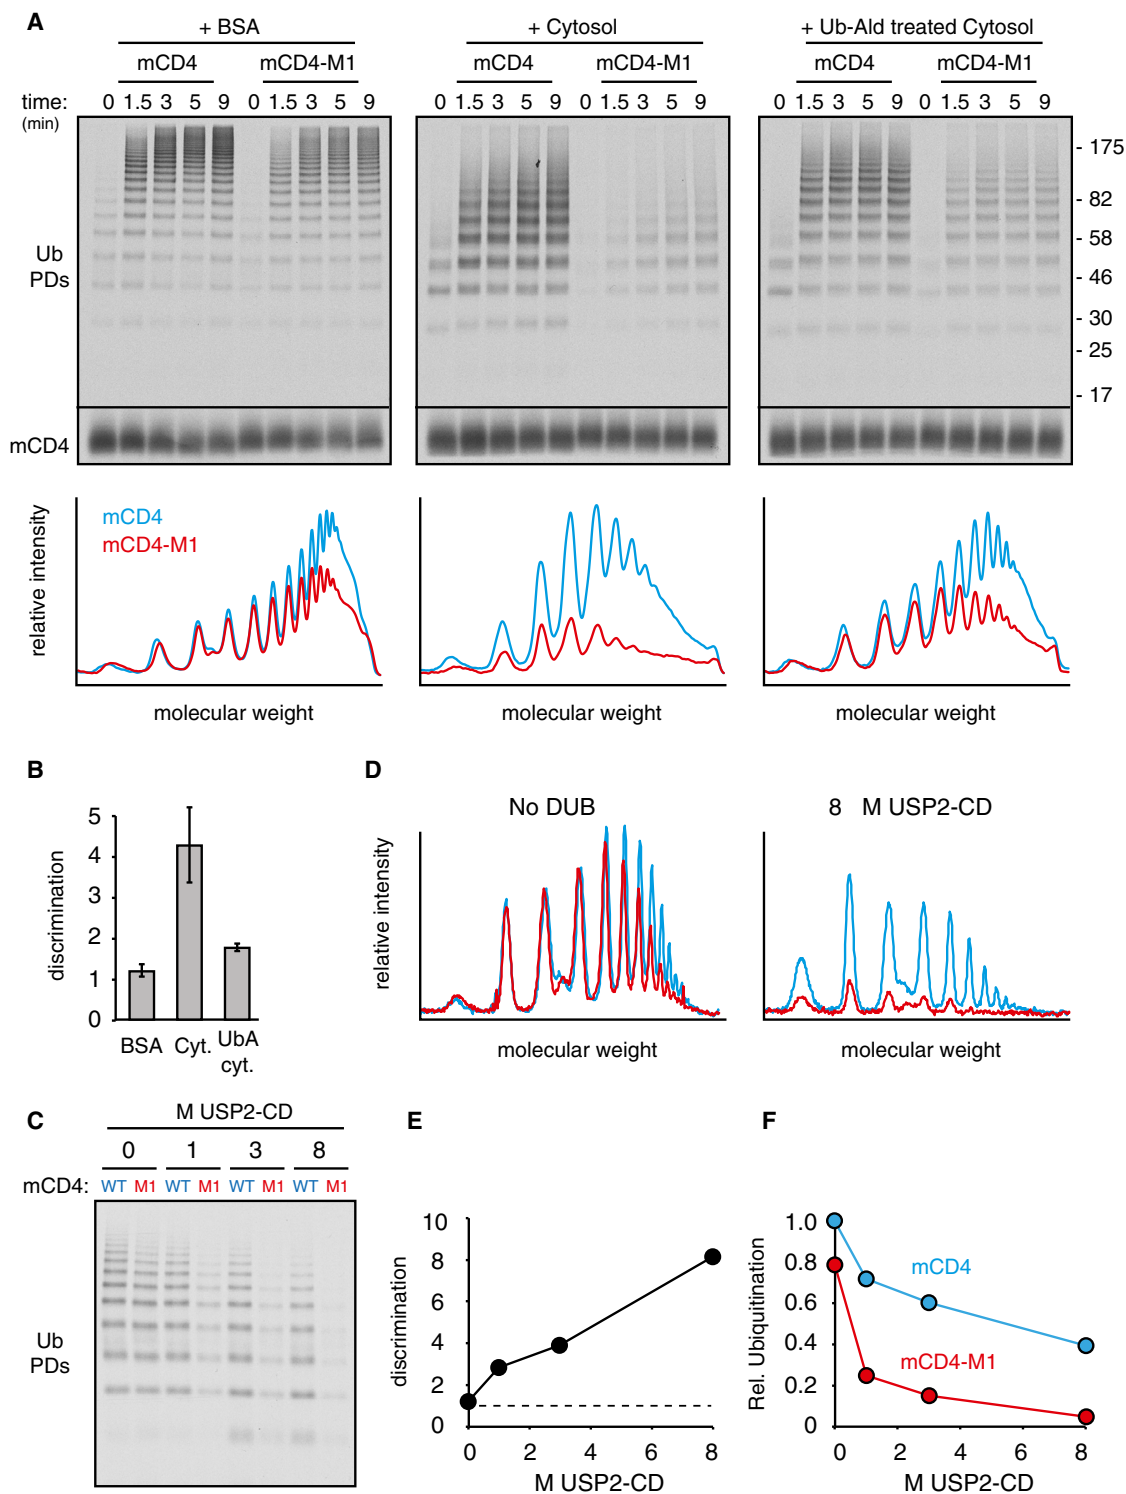 A
+ BSA
+ Cytosol
+ Ub-Ald treated Cytosol
mCD4 mCD4-M1
mCD4 mCD4-M1
mCD4 mCD4-M1
time: 0 1.5 3 5 9 0 1.5 3 5 9
0 1.5 3 5 9 0 1.5 3 5 9
0 1.5 3 5 9 0 1.5 3 5 9
(min)
- 175
- 82
- 58
- 46
- 30
- 25
- 17
Ub
PDs
mCD4
relative intensity
mCD4
mCD4-M1
molecular weight
molecular weight
molecular weight
B
discrimination
5
4
3
2
1
0
BSA Cyt. UbA
cyt.
D
No DUB
8 M USP2-CD
relative intensity
molecular weight
molecular weight
C
M USP2-CD
0 1 3 8
mCD4: WT M1 WT M1 WT M1 WT M1
Ub
PDs
E
discrimination
10
8
6
4
2
0
0 2 4 6 8
M USP2-CD
F
Rel. Ubiquitination
1.0
0.8
0.6
0.4
0.2
0
mCD4
mCD4-M1
0 2 4 6 8
M USP2-CD